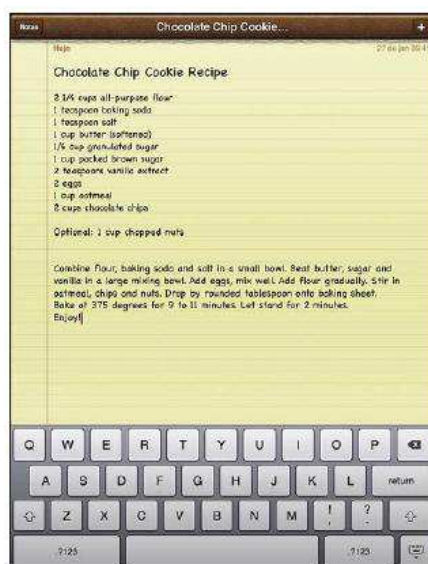 Notas
Chocolate Chip Cookie...
+
Hoje
27 de jan
Chocolate Chip Cookie Recipe
2 1/4 cups all-purpose flour
1 teaspoon baking soda
1 teaspoon salt
1 cup butter (softened)
granulated sugar
1 cup packed brown sugar
2 teaspoons vanilla extract
2 eggs
1 cup oatmeal
2 cups chocolate chips
Optional: 1 cup chopped nuts
Combine flour, baking soda and salt in a small bowl. Beat butter, sugar and
vanilla in a large mixing bowl. Add eggs, mix well. Add flour gradually. Stir in
oatmeal, chips and nuts. Drop by rounded tablespoon onto baking sheet.
Bake at 375 degrees for 9 to 11 minutes. Let stand for 2 minutes.
Enjoy!
Q W E R T Y U I O P
A S D F G H J K L return
Z X C V B N M ! , ? .
.?123 .?123